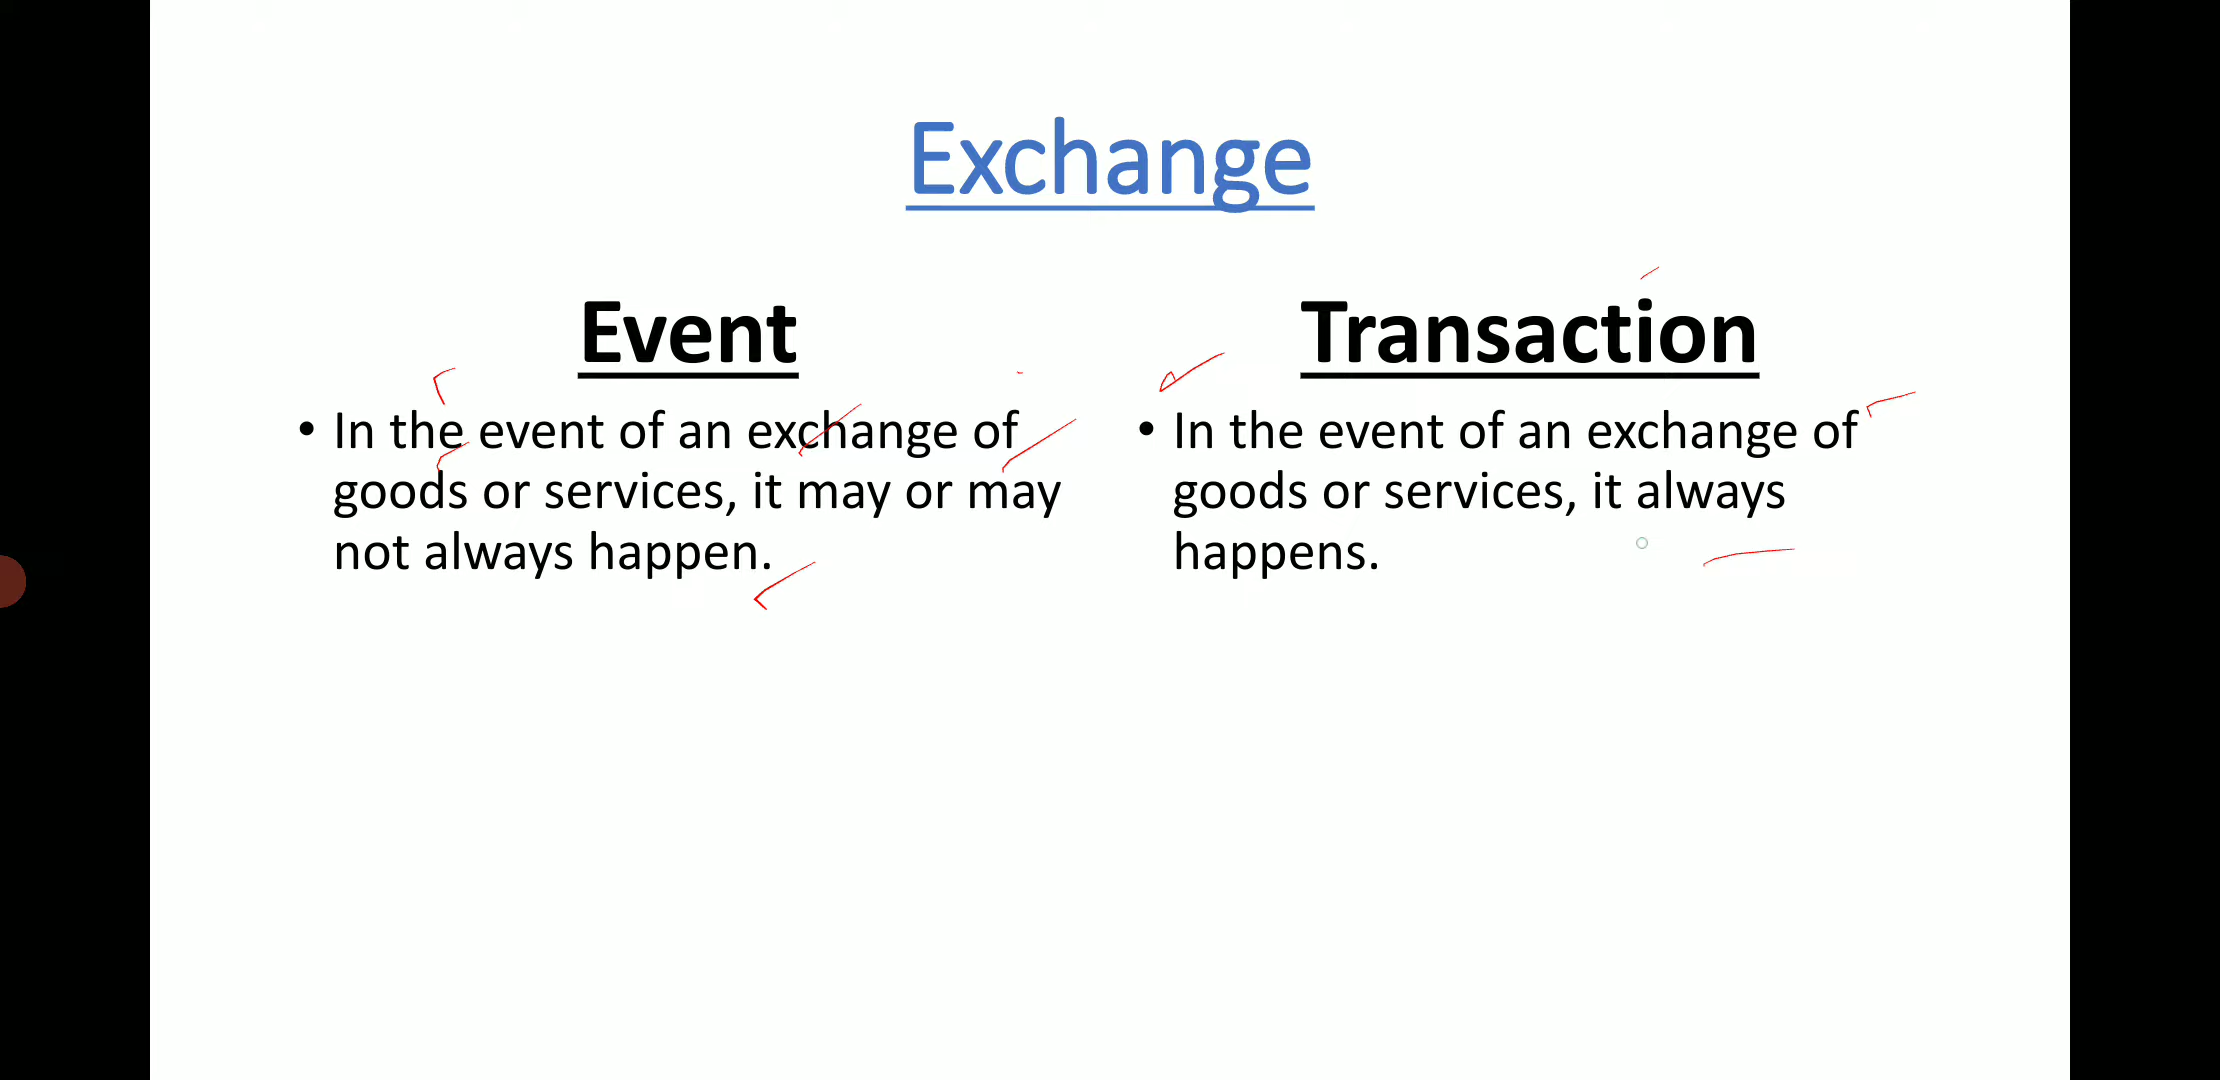 Exchange
Event
• In the event of an exchange of
goods or services, it may or may
not always happen.
Transaction
• In the event of an exchange of
goods or services, it always
happens.